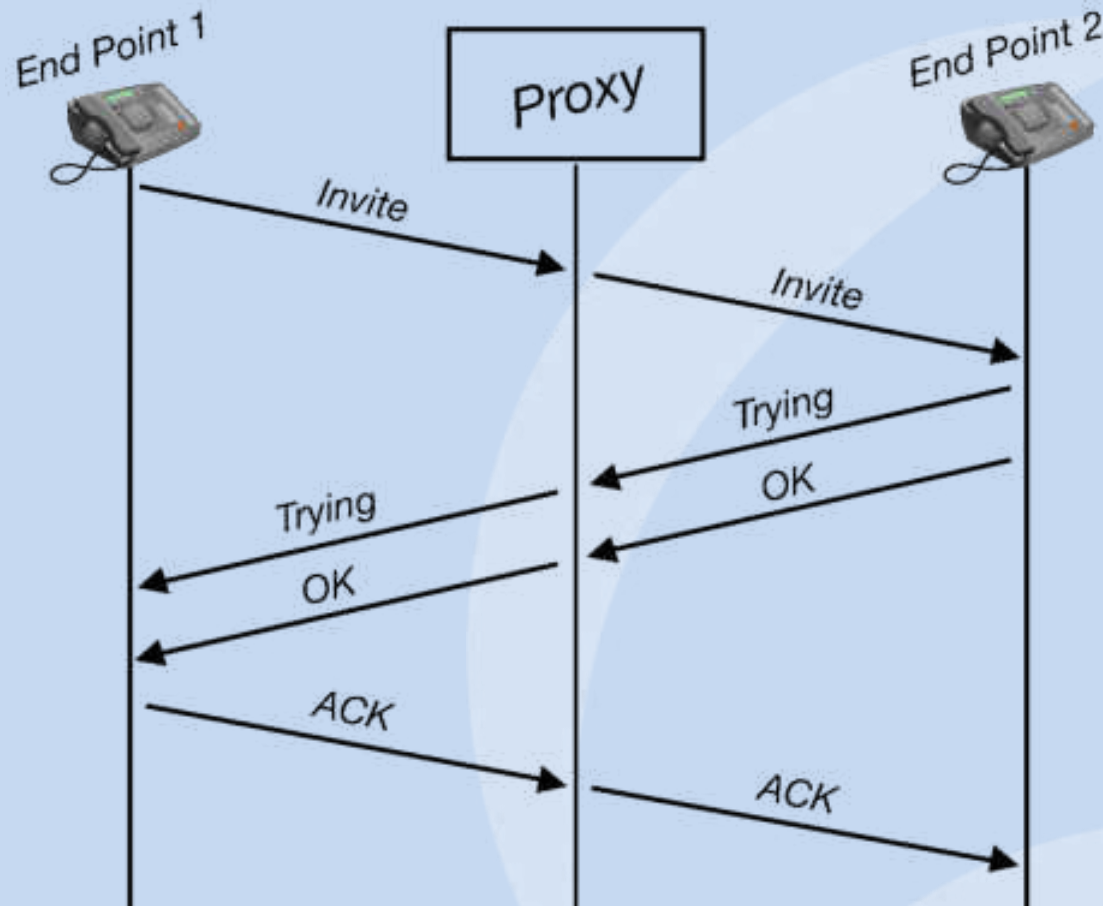 End Point 1
Proxy
End Point 2
Invite
Invite
Trying
OK
Trying
OK
ACK
ACK